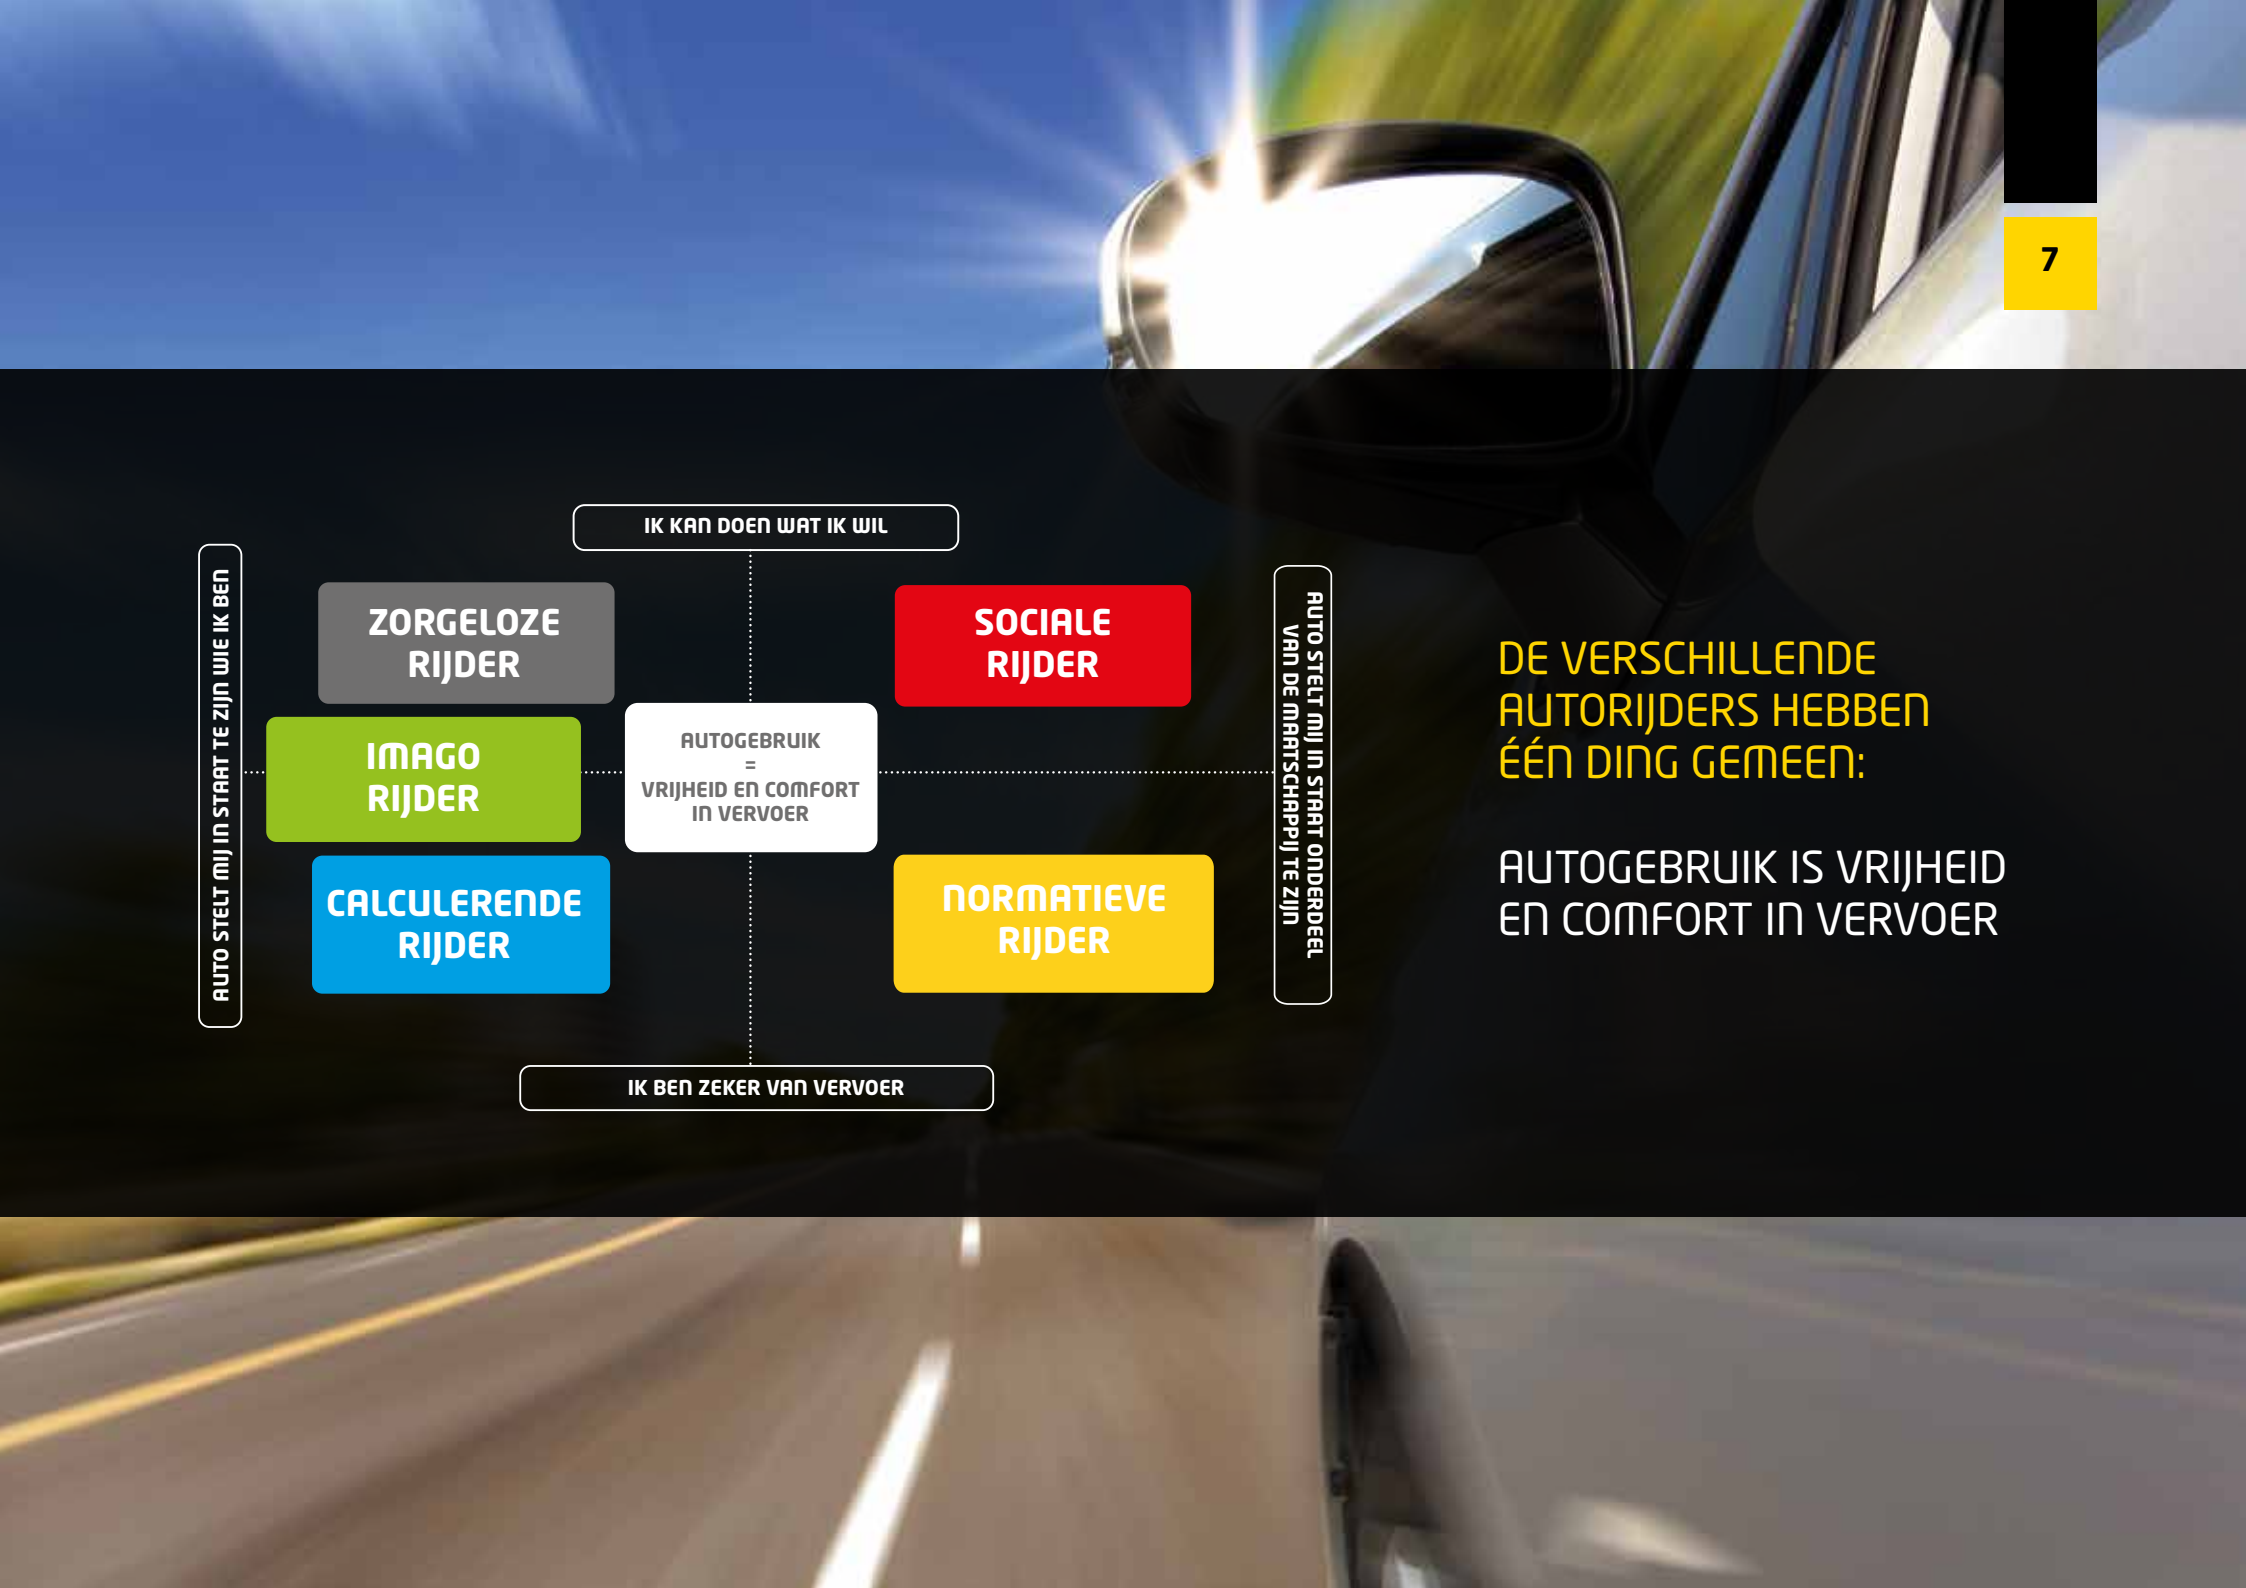 7
IK KAN DOEN WAT IK WIL
AUTO STELT MIJ IN STAAT TE ZIJN WIE IK BEN
ZORGELOZE
RIJDER
SOCIALE
RIJDER
IMAGO
RIJDER
AUTOGEBRUIK
=
VRIJHEID EN COMFORT
IN VERVOER
CALCULERENDE
RIJDER
NORMATIEVE
RIJDER
AUTO STELT MIJ IN STAAT ONDERDEEL
VAN DE MAATSCHAPPIJ TE ZIJN
IK BEN ZEKER VAN VERVOER
DE VERSCHILLENDE
AUTORIJDERS HEBBEN
ÉÉN DING GEMEEN:
AUTOGEBRUIK IS VRIJHEID
EN COMFORT IN VERVOER